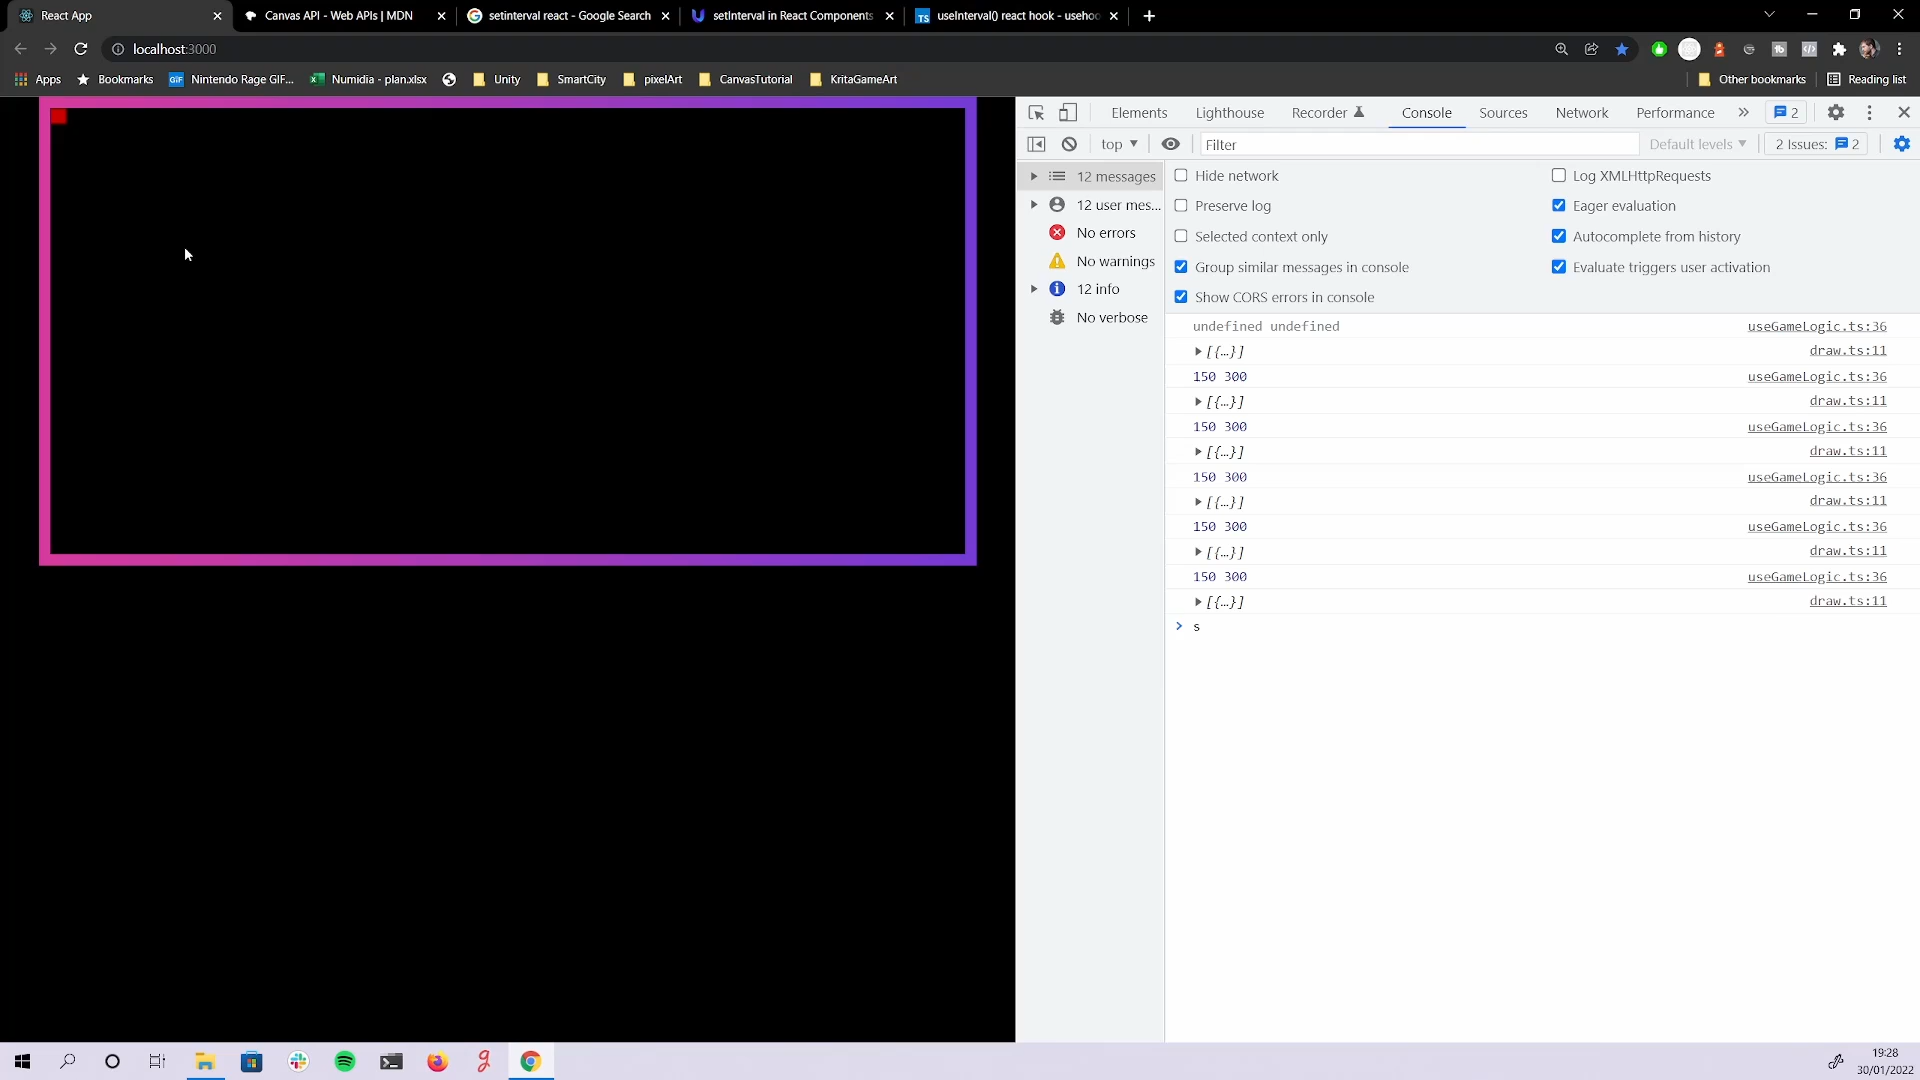 React App
Canvas API - Web APIs | MDN
setinterval react - Google Search
setInterval in React Components
TS useInterval() react hook - usehoo
localhost:3000
Apps
Bookmarks
GIF Nintendo Rage GIF...
Numidia - plan.xlsx
Unity
SmartCity
pixelArt
CanvasTutorial
KritaGameArt
Other bookmarks
Reading list
Elements
Lighthouse
Recorder
Console
Sources
Network
Performance
2
top
Filter
Default levels
2 Issues: 2
12 messages
12 user mes...
No errors
No warnings
12 info
No verbose
Hide network
Preserve log
Selected context only
Group similar messages in console
Show CORS errors in console
Log XMLHttpRequests
Eager evaluation
Autocomplete from history
Evaluate triggers user activation
undefined undefined useGameLogic.ts:36
[{…}] draw.ts:11
150 300 useGameLogic.ts:36
[{…}] draw.ts:11
150 300 useGameLogic.ts:36
[{…}] draw.ts:11
150 300 useGameLogic.ts:36
[{…}] draw.ts:11
150 300 useGameLogic.ts:36
[{…}] draw.ts:11
150 300 useGameLogic.ts:36
[{…}] draw.ts:11
s
19:28
30/01/2022